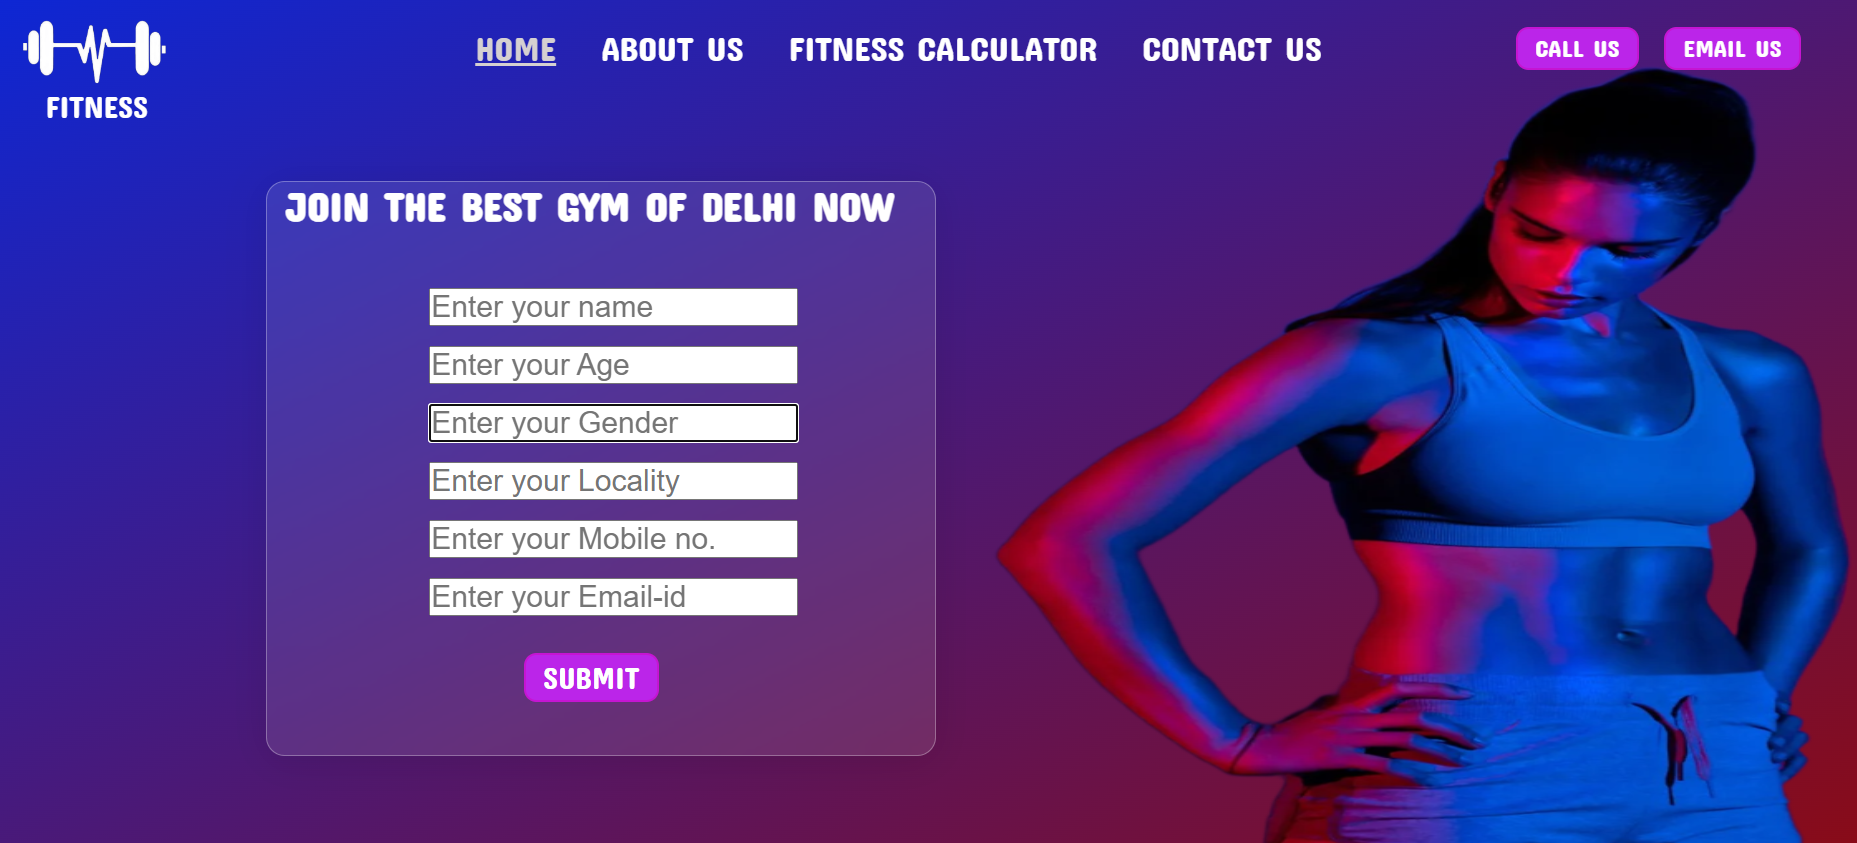 FITNESS
HOME ABOUT US FITNESS CALCULATOR CONTACT US
CALL US EMAIL US
JOIN THE BEST GYM OF DELHI NOW
Enter your name
Enter your Age
Enter your Gender
Enter your Locality
Enter your Mobile no.
Enter your Email-id
SUBMIT